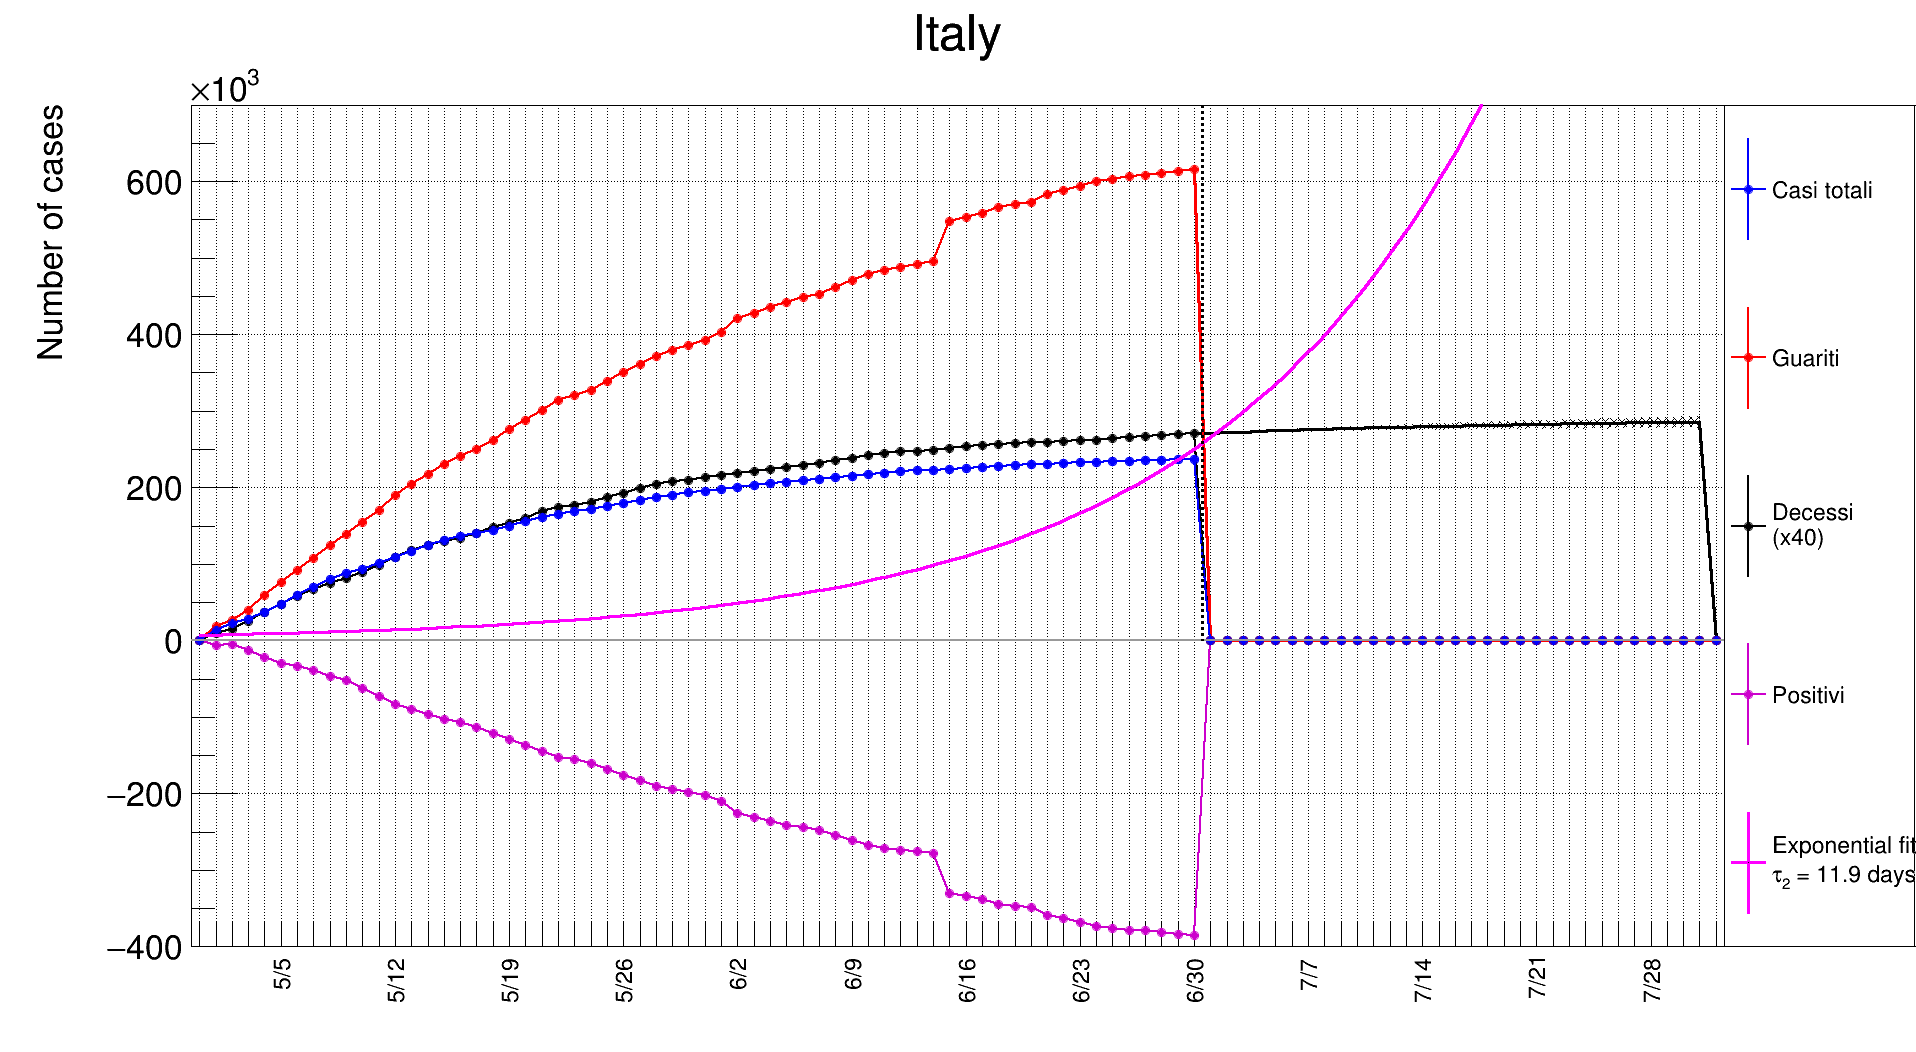 Italy
×10³
Number of cases
600
400
200
0
−200
−400
5/5
5/12
5/19
5/26
6/2
6/9
6/16
6/23
6/30
7/7
7/14
7/21
7/28
Casi totali
Guariti
Decessi
(x40)
Positivi
Exponential fit
τ₂ = 11.9 days